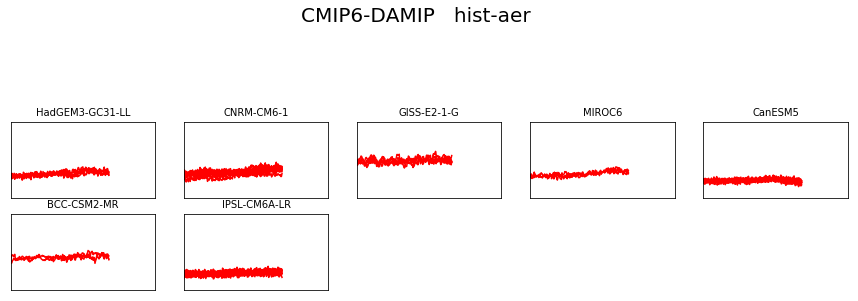 CMIP6-DAMIP   hist-aer
HadGEM3-GC31-LL
CNRM-CM6-1
GISS-E2-1-G
MIROC6
CanESM5
BCC-CSM2-MR
IPSL-CM6A-LR